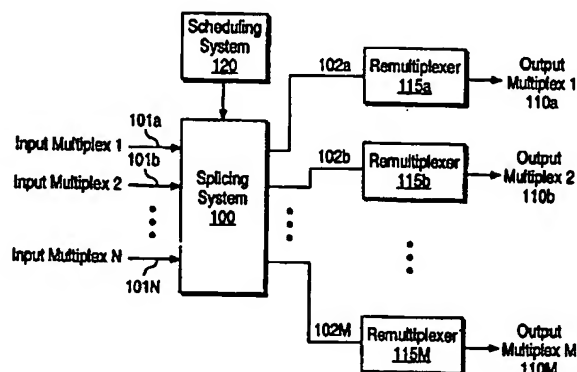 Scheduling
System
120
102a
Remultiplexer
115a
Output
Multiplex 1
110a
Input Multiplex 1
101a
101b
Input Multiplex 2
Splicing
System
100
102b
Remultiplexer
115b
Output
Multiplex 2
110b
Input Multiplex N
101N
102M
Remultiplexer
115M
Output
Multiplex M
110M